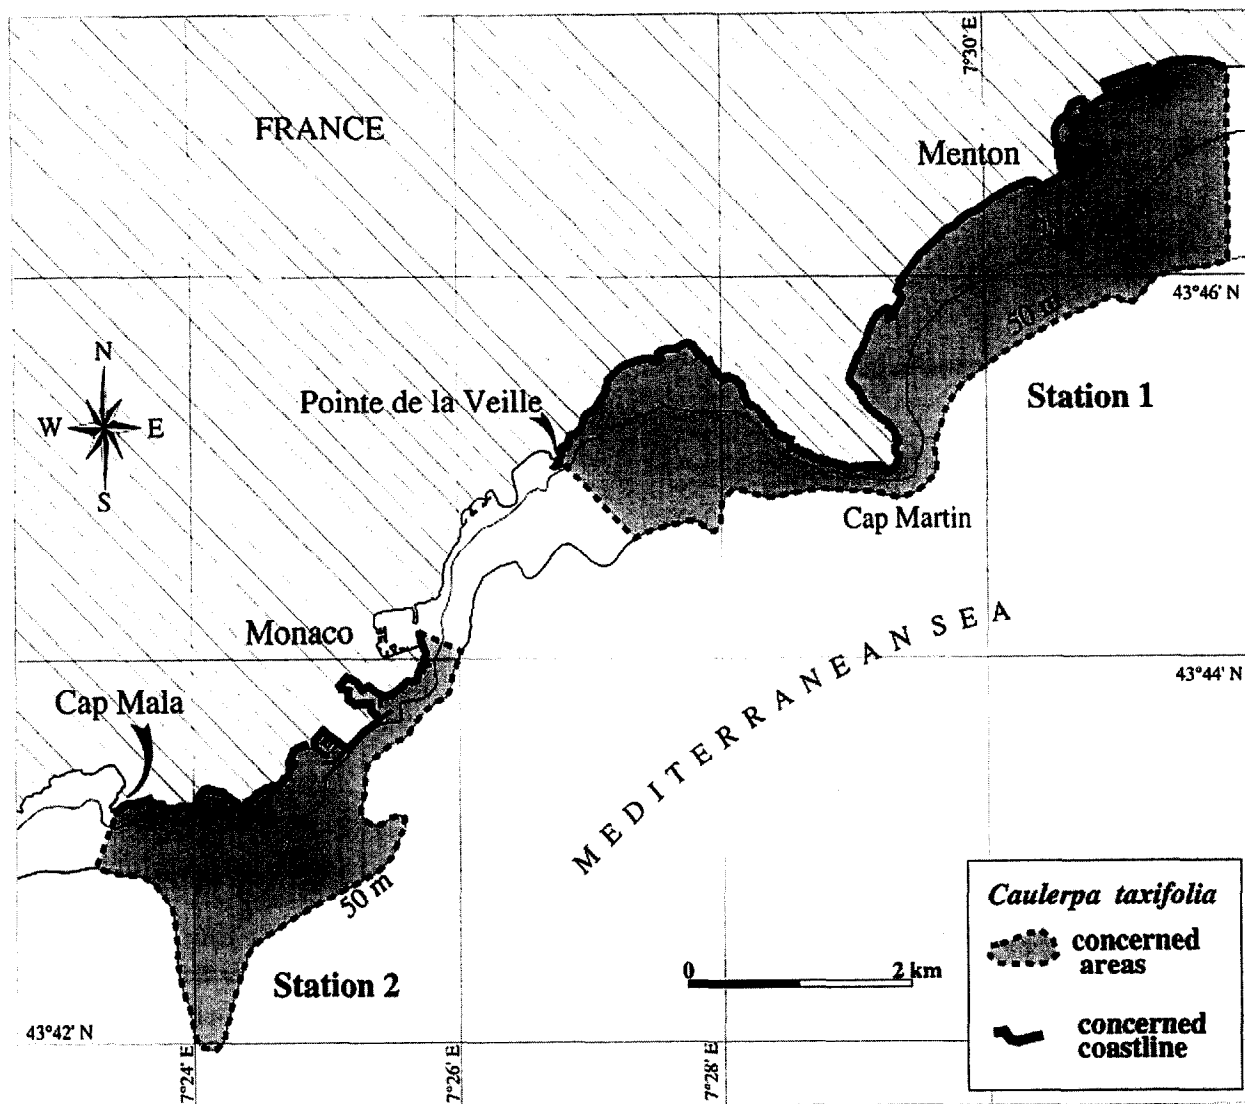 7°30' E
FRANCE
Menton
43°46' N
50 m
N
W E
S
Pointe de la Veille
Station 1
Cap Martin
Monaco
MEDITERRANEAN SEA
43°44' N
Cap Mala
50 m
Station 2
Caulerpa taxifolia
concerned
areas
0 2 km
concerned
coastline
43°42' N
7°24' E
7°26' E
7°28' E